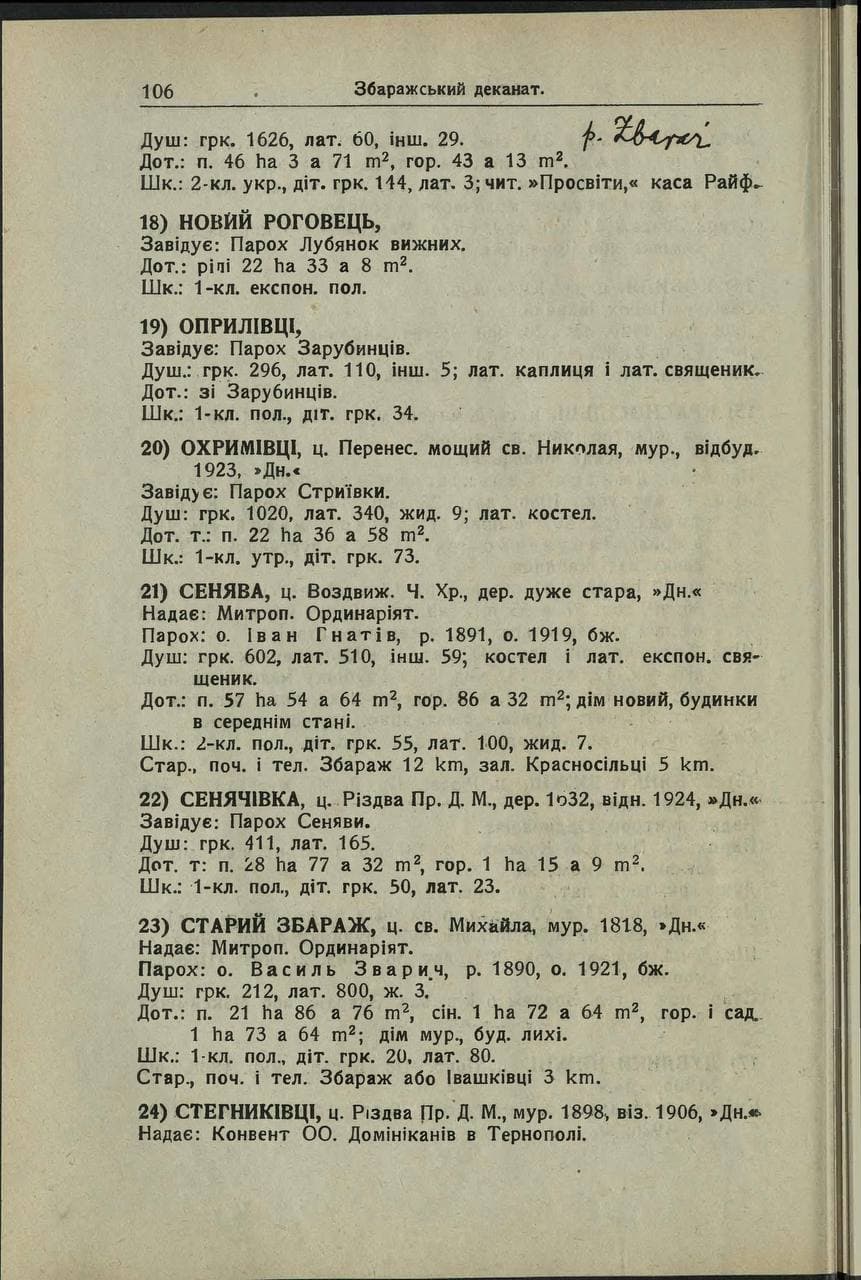 106 Збаражський деканат.
Душ: грк. 1626, лат. 60, інш. 29. p. Zbaraż
Дот.: п. 46 ha 3 a 71 m², гор. 43 a 13 m².
Шк.: 2-кл. укр., діт. грк. 144, лат. 3; чит. »Просвіти,« каса Райф.
18) НОВИЙ РОГОВЕЦЬ,
Завідує: Парох Лубянок вижних.
Дот.: ріпі 22 ha 33 a 8 m².
Шк.: 1-кл. експон. пол.
19) ОПРИЛІВЦІ,
Завідує: Парох Зарубинців.
Душ.: грк. 296, лат. 110, інш. 5; лат. каплиця і лат. священик.
Дот.: зі Зарубинців.
Шк.: 1-кл. пол., діт. грк. 34.
20) ОХРИМІВЦІ, ц. Перенес. мощий св. Николая, мур., відбуд.
1923, »Дн.«
Завідує: Парох Стриївки.
Душ: грк. 1020, лат. 340, жид. 9; лат. костел.
Дот. т.: п. 22 ha 36 a 58 m².
Шк.: 1-кл. утр., діт. грк. 73.
21) СЕНЯВА, ц. Воздвиж. Ч. Хр., дер. дуже стара, »Дн.«
Надає: Митроп. Ординаріят.
Парох: о. Іван Гнатів, р. 1891, о. 1919, бж.
Душ: грк. 602, лат. 510, інш. 59; костел і лат. експон. свя-
щеник.
Дот.: п. 57 ha 54 a 64 m², гор. 86 a 32 m²; дім новий, будинки
в середнім стані.
Шк.: 2-кл. пол., діт. грк. 55, лат. 100, жид. 7.
Стар., поч. і тел. Збараж 12 km, зал. Красносільці 5 km.
22) СЕНЯЧІВКА, ц. Різдва Пр. Д. М., дер. 1632, відн. 1924, »Дн.«
Завідує: Парох Сеняви.
Душ: грк. 411, лат. 165.
Дот. т: п. 28 ha 77 a 32 m², гор. 1 ha 15 a 9 m².
Шк.: 1-кл. пол., діт. грк. 50, лат. 23.
23) СТАРИЙ ЗБАРАЖ, ц. св. Михайла, мур. 1818, »Дн.«
Надає: Митроп. Ординаріят.
Парох: о. Василь Зварич, р. 1890, о. 1921, бж.
Душ: грк. 212, лат. 800, ж. 3.
Дот.: п. 21 ha 86 a 76 m², сін. 1 ha 72 a 64 m², гор. і сад.
1 ha 73 a 64 m²; дім мур., буд. лихі.
Шк.: 1-кл. пол., діт. грк. 20, лат. 80.
Стар., поч. і тел. Збараж або Івашківці 3 km.
24) СТЕГНИКІВЦІ, ц. Різдва Пр. Д. М., мур. 1898, віз. 1906, »Дн.«
Надає: Конвент ОО. Домініканів в Тернополі.